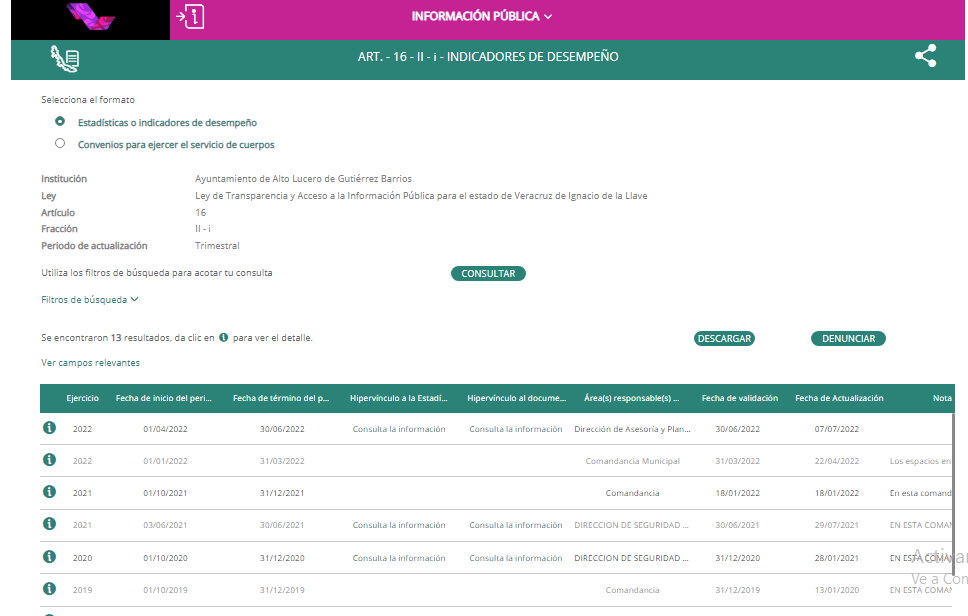 INFORMACIÓN PÚBLICA
ART. - 16 - II - i - INDICADORES DE DESEMPEÑO
Selecciona el formato
Estadísticas o indicadores de desempeño
Convenios para ejercer el servicio de cuerpos
Institución Ayuntamiento de Alto Lucero de Gutiérrez Barrios
Ley Ley de Transparencia y Acceso a la Información Pública para el estado de Veracruz de Ignacio de la Llave
Artículo 16
Fracción II - i
Periodo de actualización Trimestral
Utiliza los filtros de búsqueda para acotar tu consulta CONSULTAR
Filtros de búsqueda
Se encontraron 13 resultados, da clic en i para ver el detalle. DESCARGAR DENUNCIAR
Ver campos relevantes
Ejercicio Fecha de inicio del peri... Fecha de término del p... Hipervínculo a la Estadí... Hipervínculo al docume... Área(s) responsable(s) ... Fecha de validación Fecha de Actualización Nota
2022 01/04/2022 30/06/2022 Consulta la información Consulta la información Dirección de Asesoría y Plan... 30/06/2022 07/07/2022
2022 01/01/2022 31/03/2022 Comandancia Municipal 31/03/2022 22/04/2022 Los espacios en
2021 01/10/2021 31/12/2021 Comandancia 18/01/2022 18/01/2022 En esta comand
2021 03/06/2021 30/06/2021 Consulta la información Consulta la información DIRECCION DE SEGURIDAD ... 30/06/2021 29/07/2021 EN ESTA COMAN
2020 01/10/2020 31/12/2020 Consulta la información Consulta la información DIRECCION DE SEGURIDAD ... 31/12/2020 28/01/2021 EN ESTA COMAN
2019 01/10/2019 31/12/2019 Comandancia 31/12/2019 13/01/2020 EN ESTA COMAN
Activar
Ve a Con